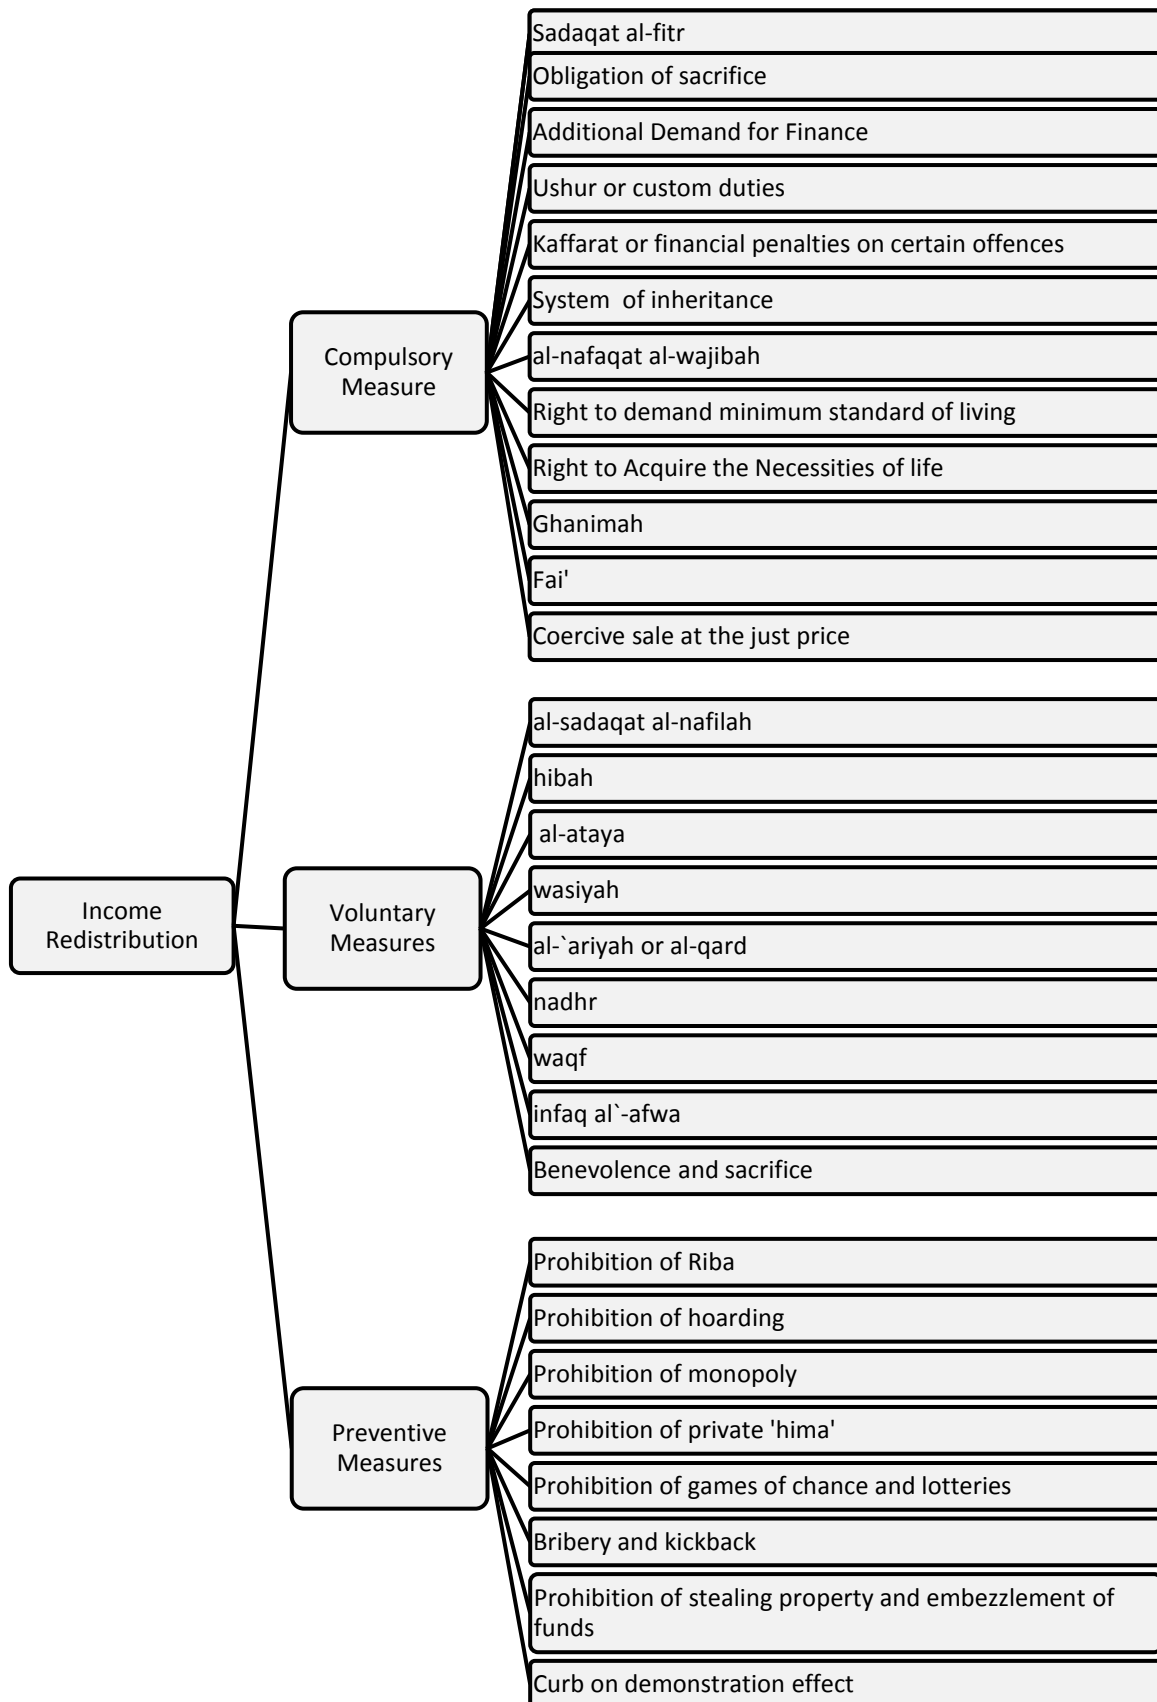 Income
Redistribution
Compulsory
Measure
Sadaqat al-fitr
Obligation of sacrifice
Additional Demand for Finance
Ushur or custom duties
Kaffarat or financial penalties on certain offences
System  of inheritance
al-nafaqat al-wajibah
Right to demand minimum standard of living
Right to Acquire the Necessities of life
Ghanimah
Fai'
Coercive sale at the just price
Voluntary
Measures
al-sadaqat al-nafilah
hibah
al-ataya
wasiyah
al-`ariyah or al-qard
nadhr
waqf
infaq al`-afwa
Benevolence and sacrifice
Preventive
Measures
Prohibition of Riba
Prohibition of hoarding
Prohibition of monopoly
Prohibition of private 'hima'
Prohibition of games of chance and lotteries
Bribery and kickback
Prohibition of stealing property and embezzlement of
funds
Curb on demonstration effect